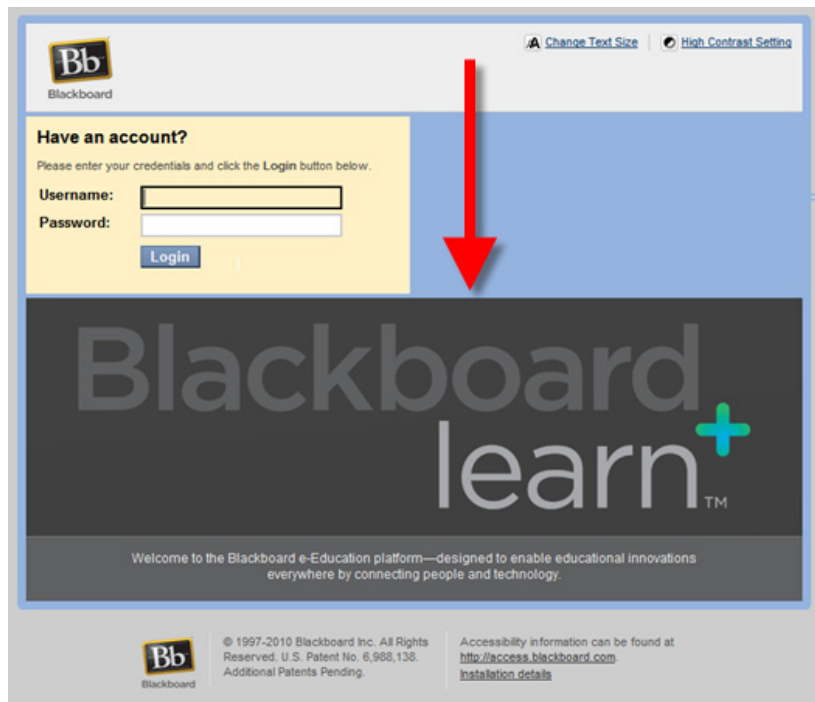 Bb
Blackboard
Change Text Size
High Contrast Setting
Have an account?
Please enter your credentials and click the Login button below.
Username:
Password:
Login
Blackboard
learn+™
Welcome to the Blackboard e-Education platform—designed to enable educational innovations
everywhere by connecting people and technology.
Bb
Blackboard
© 1997-2010 Blackboard Inc. All Rights
Reserved. U.S. Patent No. 6,988,138.
Additional Patents Pending.
Accessibility information can be found at
http://access.blackboard.com.
Installation details